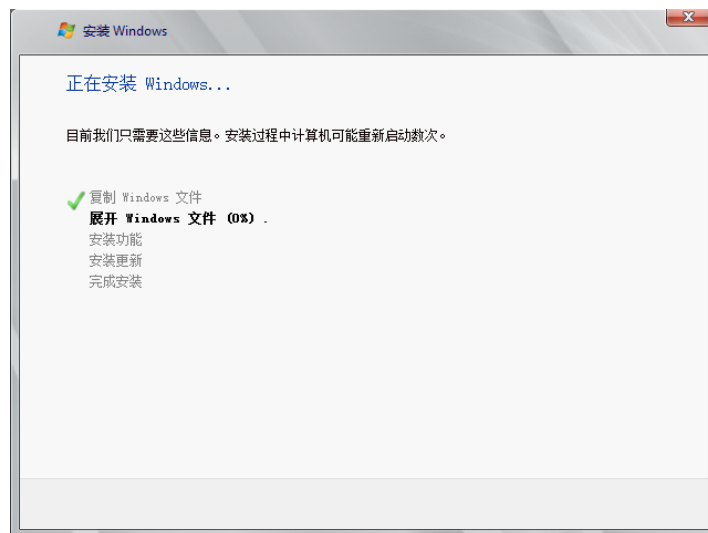 安装 Windows
正在安装 Windows...
目前我们只需要这些信息。安装过程中计算机可能重新启动数次。
复制 Windows 文件
展开 Windows 文件 (0%) .
安装功能
安装更新
完成安装